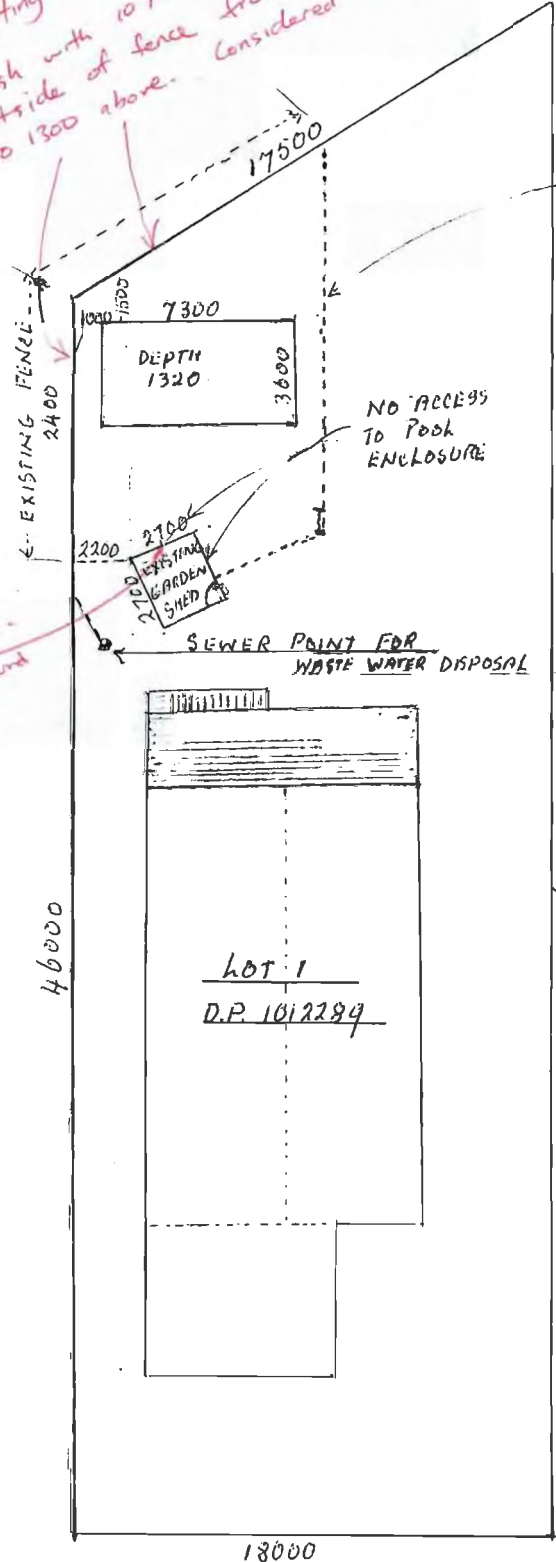 sh with 10
tside of fence
1300 above. Considered
17500
1000
1500
7300
DEPTH
1320
3600
← EXISTING FENCE
2400
NO ACCESS
TO POOL
ENCLOSURE
2200
2700
2700
EXISTING
GARDEN
SHED
SEWER POINT FOR
WASTE WATER DISPOSAL
46000
LOT 1
D.P. 1012289
18000